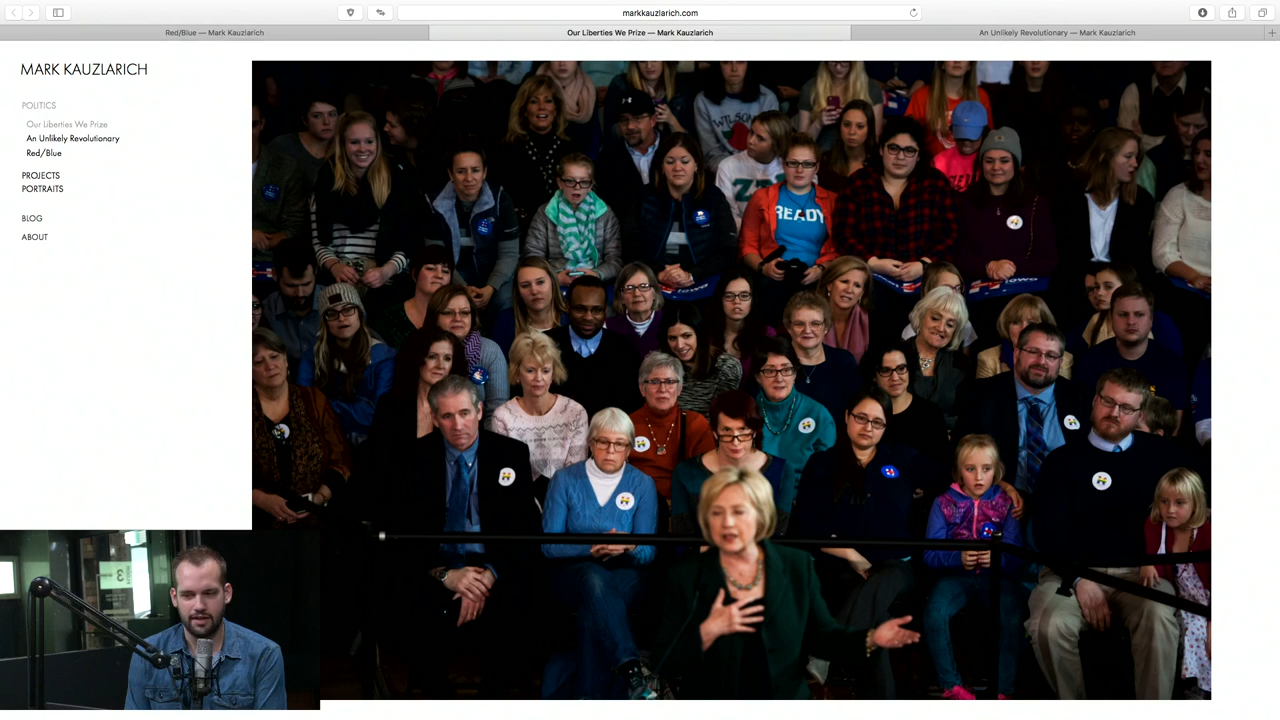 markkauzlarich.com
Red/Blue — Mark Kauzlarich
Our Liberties We Prize — Mark Kauzlarich
An Unlikely Revolutionary — Mark Kauzlarich
MARK KAUZLARICH
POLITICS
Our Liberties We Prize
An Unlikely Revolutionary
Red/Blue
PROJECTS
PORTRAITS
BLOG
ABOUT
READY
3